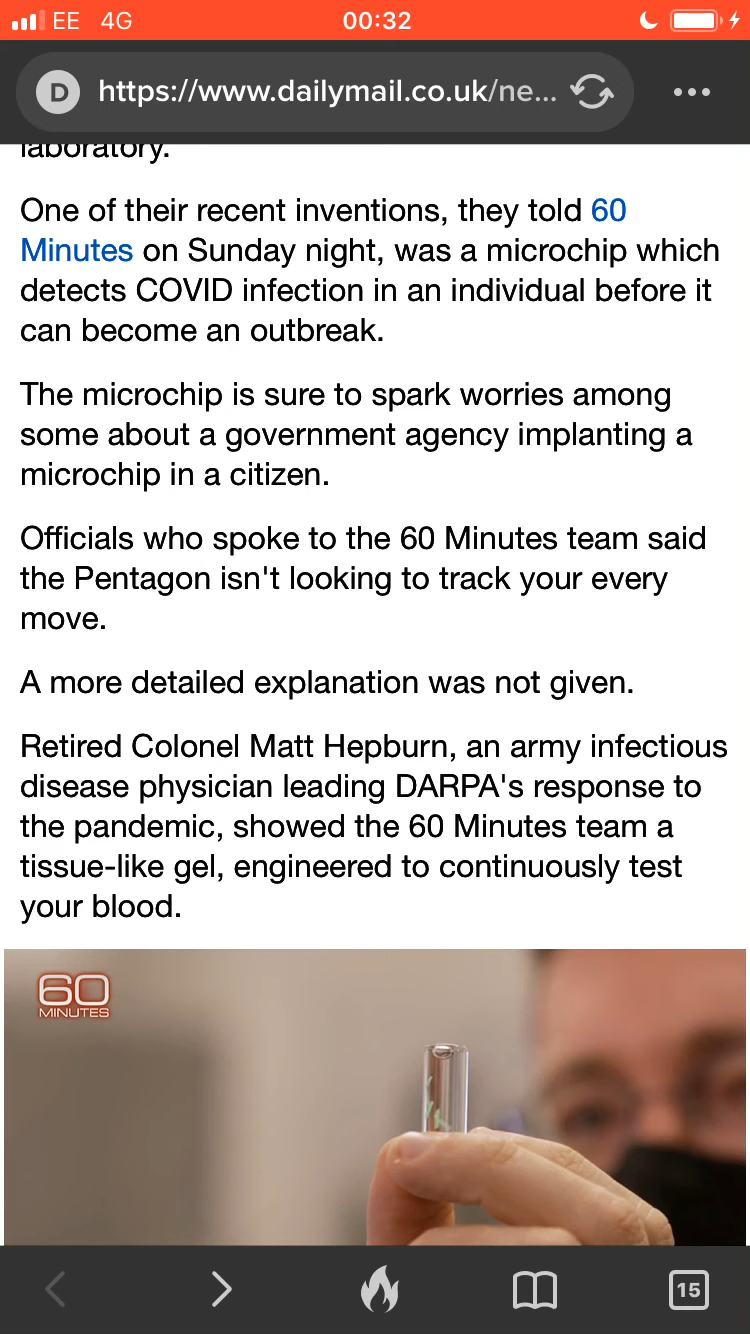 EE 4G 00:32
D https://www.dailymail.co.uk/ne...
laboratory.
One of their recent inventions, they told 60
Minutes on Sunday night, was a microchip which
detects COVID infection in an individual before it
can become an outbreak.
The microchip is sure to spark worries among
some about a government agency implanting a
microchip in a citizen.
Officials who spoke to the 60 Minutes team said
the Pentagon isn't looking to track your every
move.
A more detailed explanation was not given.
Retired Colonel Matt Hepburn, an army infectious
disease physician leading DARPA's response to
the pandemic, showed the 60 Minutes team a
tissue-like gel, engineered to continuously test
your blood.
60
MINUTES
15